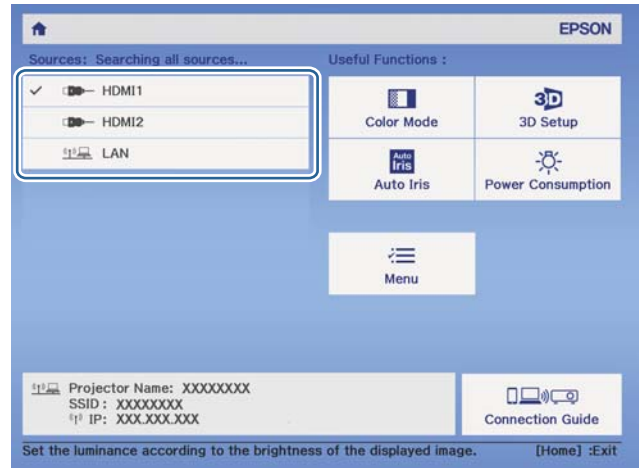 EPSON
Sources: Searching all sources...
HDMI1
HDMI2
LAN
Useful Functions :
Color Mode
3D
3D Setup
Auto
Iris
Auto Iris
Power Consumption
Menu
Projector Name: XXXXXXXX
SSID : XXXXXXXX
IP: XXX.XXX.XXX
Connection Guide
Set the luminance according to the brightness of the displayed image. [Home] :Exit